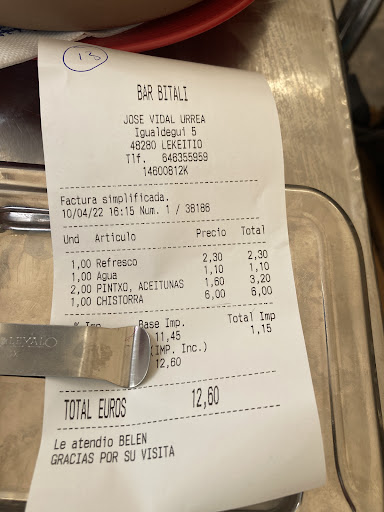 15
BAR BITALI
JOSE VIDAL URREA
Igualdegui 5
48280 LEKEITIO
Tlf. 646355959
14600812K
Factura simplificada.
10/04/22 16:15 Num. 1 / 38186
Und Articulo Precio Total
1,00 Refresco 2,30 2,30
1,00 Agua 1,10 1,10
2,00 PINTXO, ACEITUNAS 1,60 3,20
1,00 CHISTORRA 6,00 6,00
% Imp Base Imp. Total Imp
11,45 1,15
(IMP. Inc.)
12,60
TOTAL EUROS 12,60
Le atendio BELEN
GRACIAS POR SU VISITA